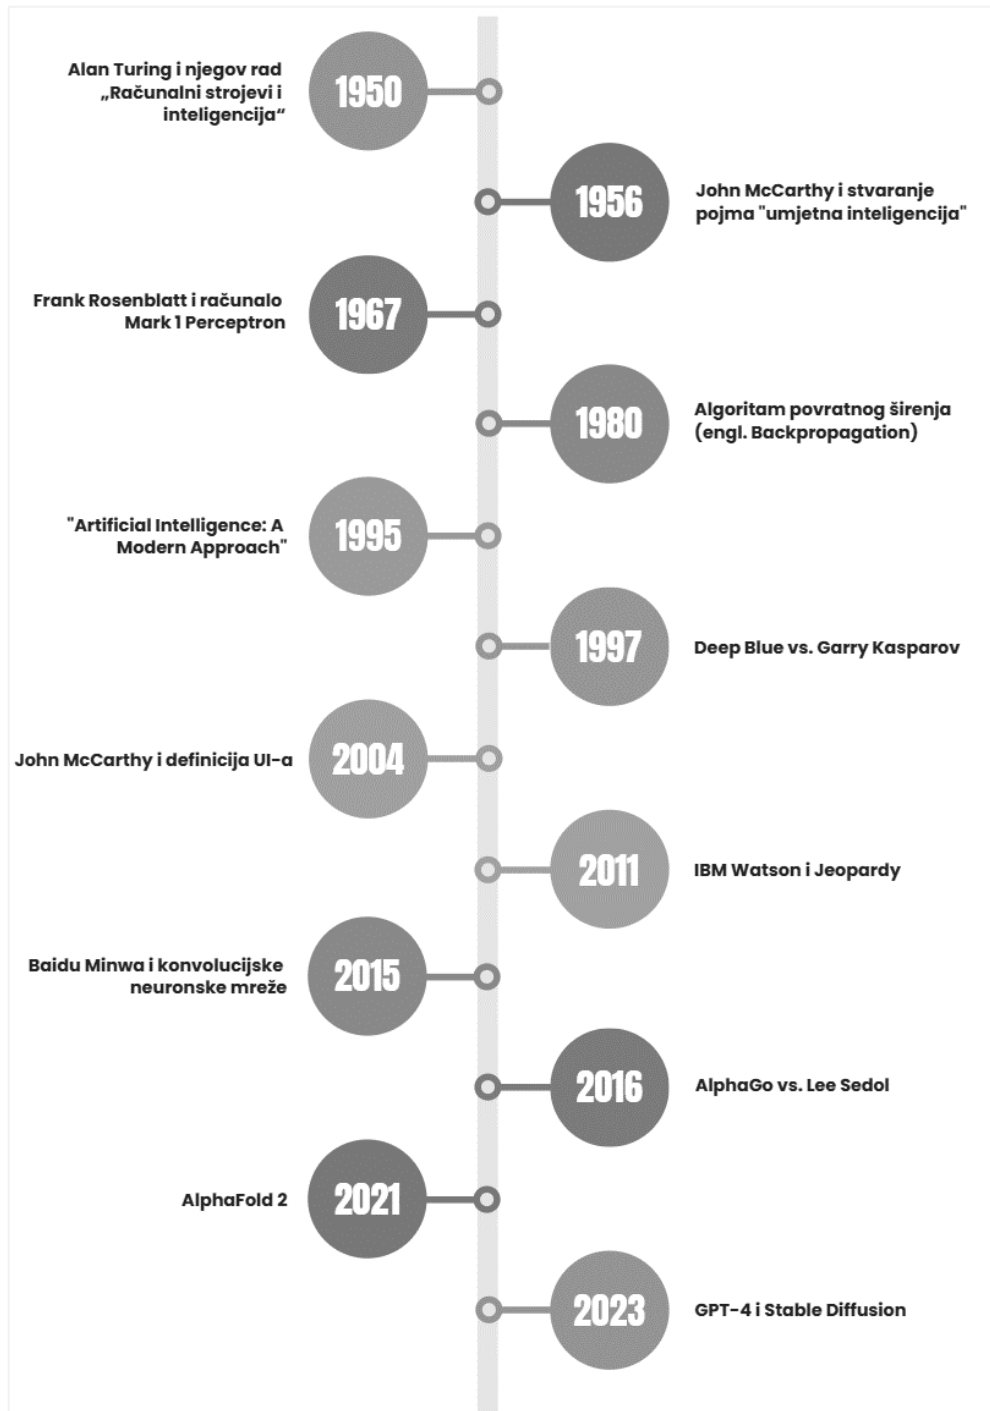 Alan Turing i njegov rad
„Računalni strojevi i
inteligencija“
1950
1956
John McCarthy i stvaranje
pojma "umjetna inteligencija"
Frank Rosenblatt i računalo
Mark 1 Perceptron
1967
1980
Algoritam povratnog širenja
(engl. Backpropagation)
"Artificial Intelligence: A
Modern Approach"
1995
1997
Deep Blue vs. Garry Kasparov
John McCarthy i definicija UI-a
2004
2011
IBM Watson i Jeopardy
Baidu Minwa i konvolucijske
neuronske mreže
2015
2016
AlphaGo vs. Lee Sedol
AlphaFold 2
2021
2023
GPT-4 i Stable Diffusion